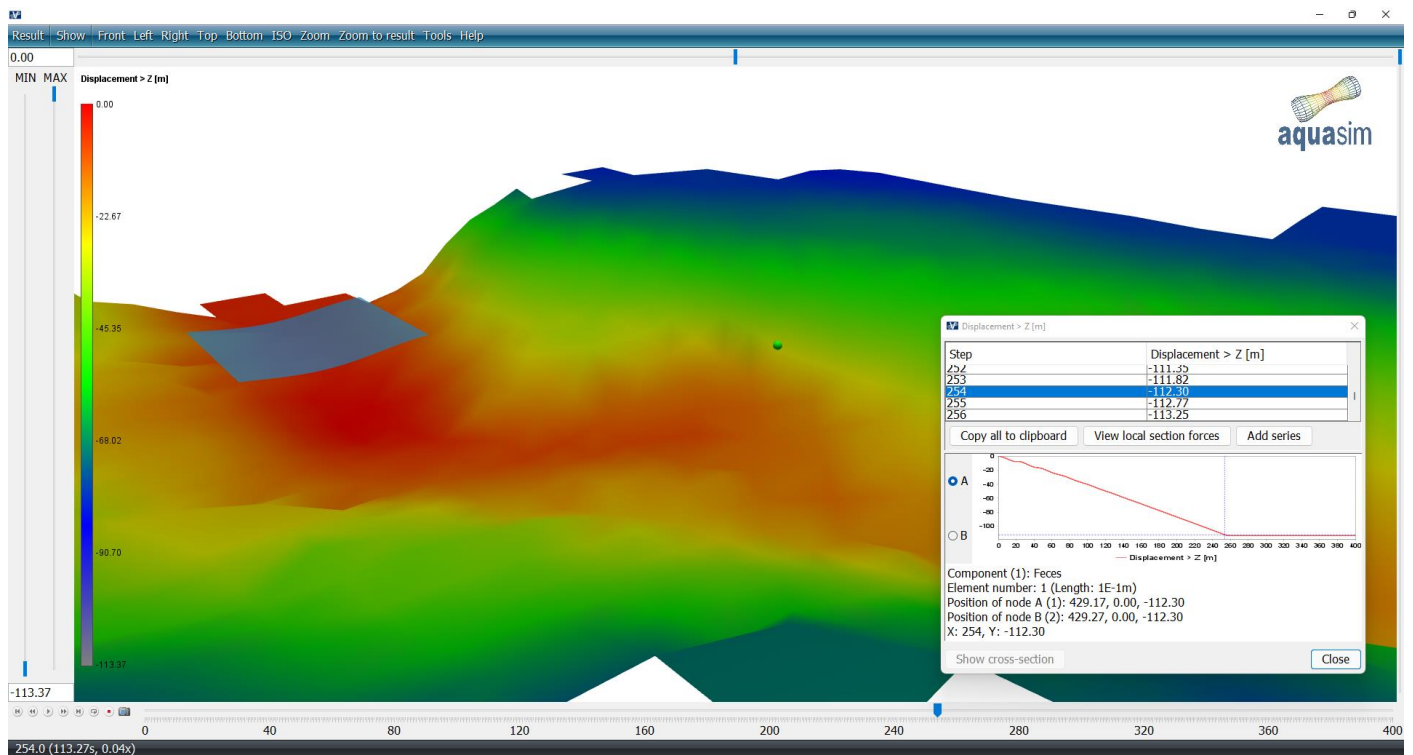 Result Show Front Left Right Top Bottom ISO Zoom Zoom to result Tools Help
0.00
MIN MAX
Displacement > Z [m]
0.00
-22.67
-45.35
-68.02
-90.70
-113.37
-113.37
aquasim
Displacement > Z [m]
Step Displacement > Z [m]
252 -111.35
253 -111.82
254 -112.30
255 -112.77
256 -113.25
Copy all to clipboard View local section forces Add series
A
B
0
-20
-40
-60
-80
-100
0 20 40 60 80 100 120 140 160 180 200 220 240 260 280 300 320 340 360 380 400
Displacement > Z [m]
Component (1): Feces
Element number: 1 (Length: 1E-1m)
Position of node A (1): 429.17, 0.00, -112.30
Position of node B (2): 429.27, 0.00, -112.30
X: 254, Y: -112.30
Show cross-section Close
0 40 80 120 160 200 240 280 320 360 400
254.0 (113.27s, 0.04x)